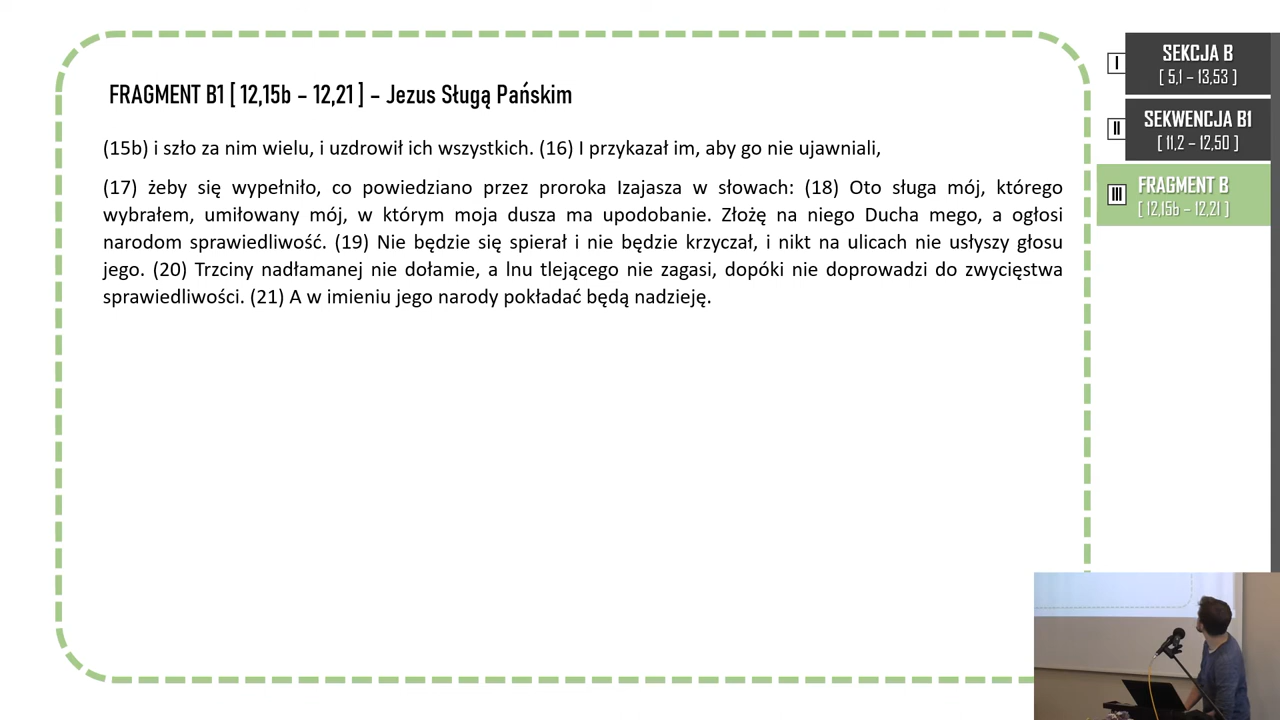 FRAGMENT B1 [ 12,15b – 12,21 ] – Jezus Sługą Pańskim
(15b) i szło za nim wielu, i uzdrowił ich wszystkich. (16) I przykazał im, aby go nie ujawniali,
(17) żeby się wypełniło, co powiedziano przez proroka Izajasza w słowach: (18) Oto sługa mój, którego
wybrałem, umiłowany mój, w którym moja dusza ma upodobanie. Złożę na niego Ducha mego, a ogłosi
narodom sprawiedliwość. (19) Nie będzie się spierał i nie będzie krzyczał, i nikt na ulicach nie usłyszy głosu
jego. (20) Trzciny nadłamanej nie dołamie, a lnu tlejącego nie zagasi, dopóki nie doprowadzi do zwycięstwa
sprawiedliwości. (21) A w imieniu jego narody pokładać będą nadzieję.
I
SEKCJA B
[ 5,1 – 13,53 ]
II
SEKWENCJA B1
[ 11,2 – 12,50 ]
III
FRAGMENT B
[ 12,15b – 12,21 ]